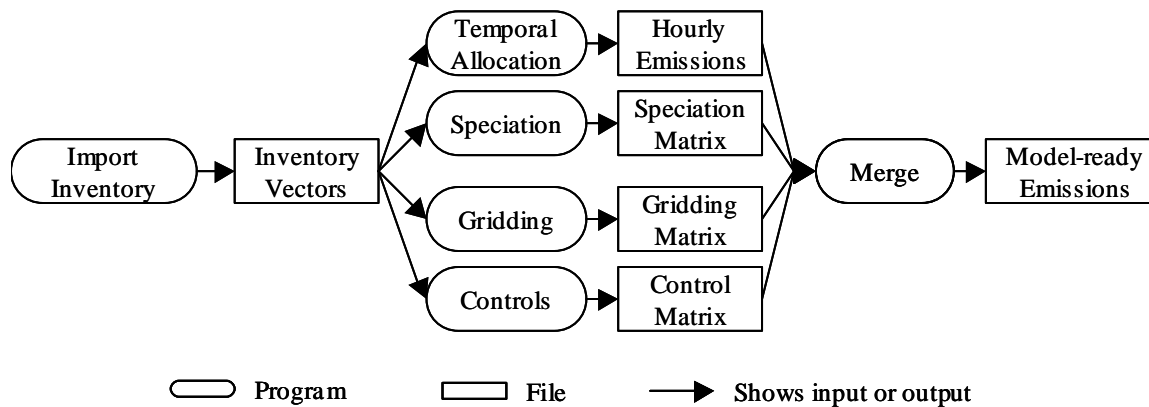 Import
Inventory
Inventory
Vectors
Temporal
Allocation
Hourly
Emissions
Speciation
Speciation
Matrix
Gridding
Gridding
Matrix
Controls
Control
Matrix
Merge
Model-ready
Emissions
Program
File
Shows input or output